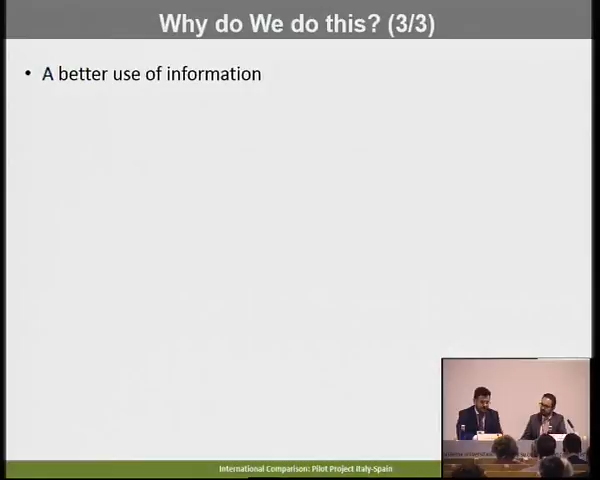 Why do We do this? (3/3)
• A better use of information
International Comparison: Pilot Project Italy-Spain